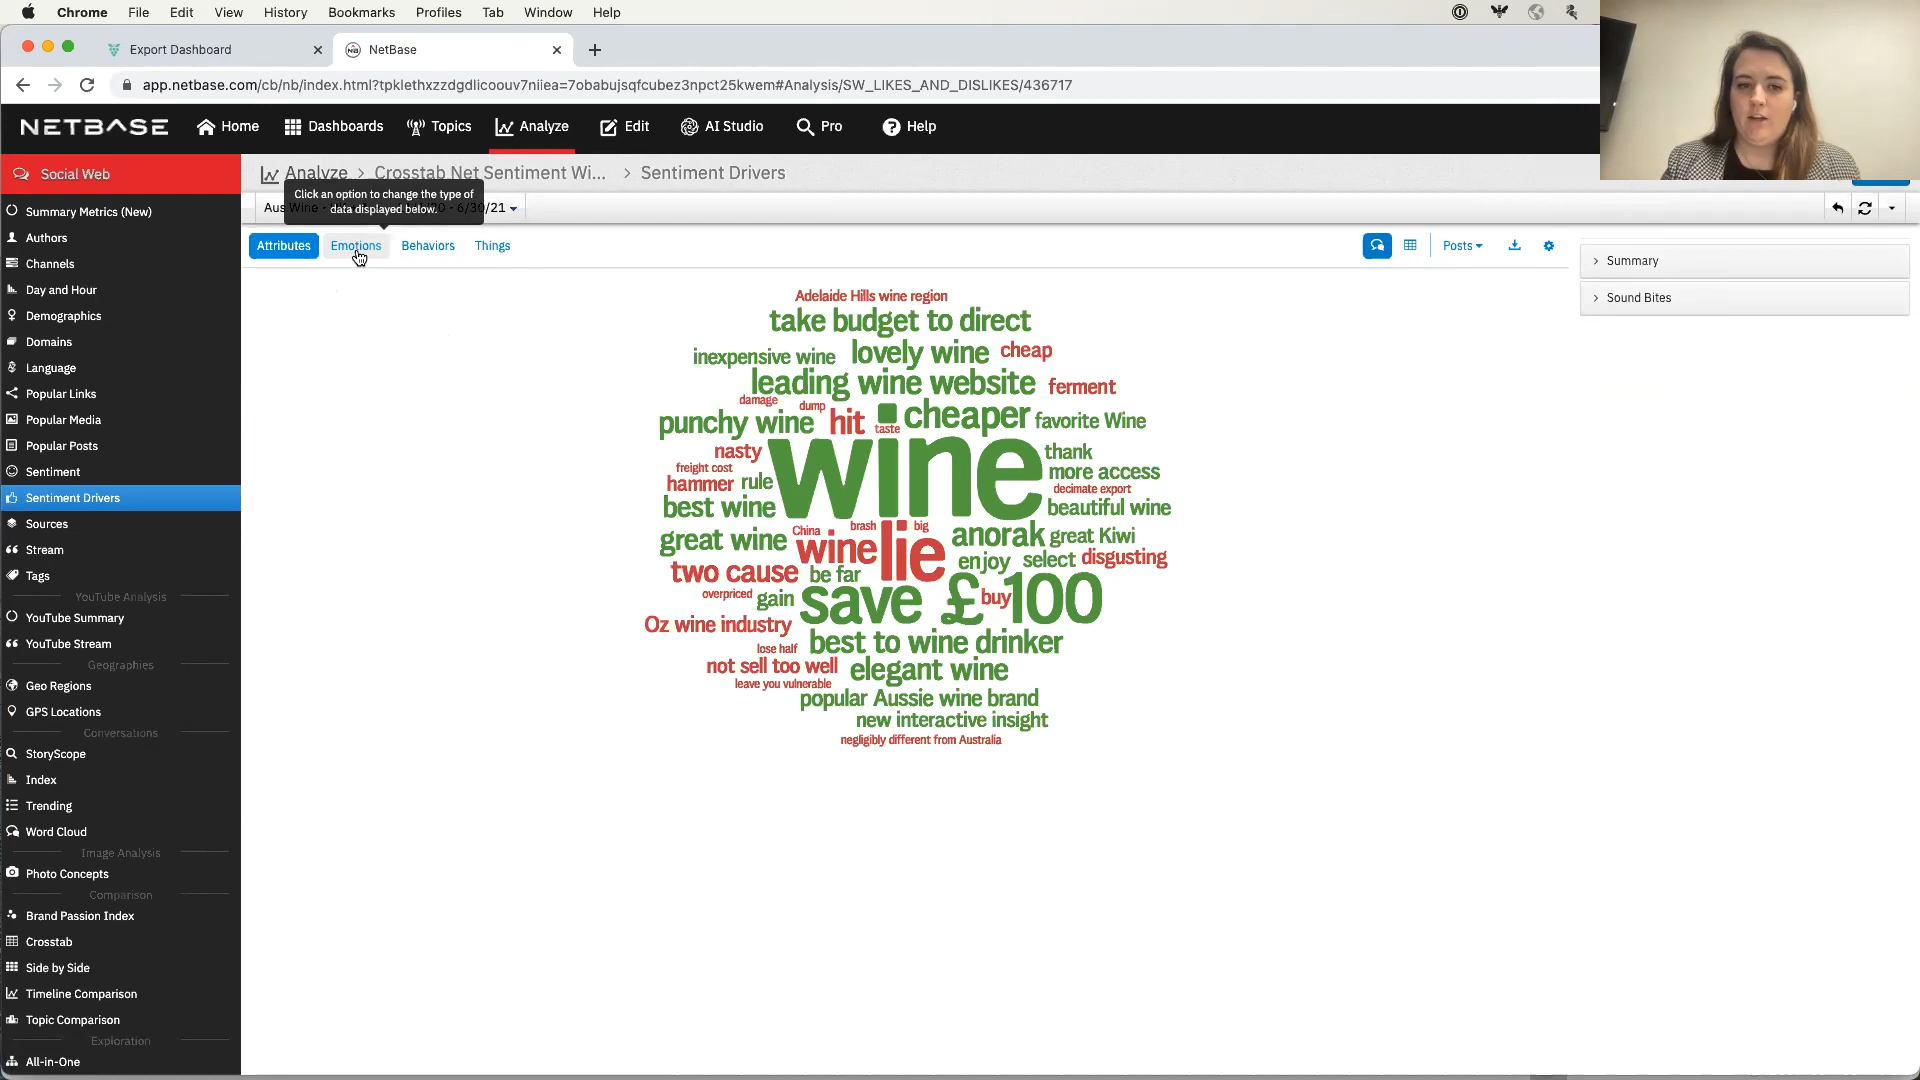 Chrome File Edit View History Bookmarks Profiles Tab Window Help
Export Dashboard
NetBase
app.netbase.com/cb/nb/index.html?tpklethxzzdgdlicoouv7niiea=7obabujsqfcubez3npct25kwem#Analysis/SW_LIKES_AND_DISLIKES/436717
NETBASE Home Dashboards Topics Analyze Edit AI Studio Pro Help
Social Web
Analyze > Crosstab Net Sentiment Wi... > Sentiment Drivers
Click an option to change the type of
data displayed below.
Aus Wine 6/30/21
Attributes Emotions Behaviors Things
Posts
Summary
Sound Bites
Summary Metrics (New)
Authors
Channels
Day and Hour
Demographics
Domains
Language
Popular Links
Popular Media
Popular Posts
Sentiment
Sentiment Drivers
Sources
Stream
Tags
YouTube Analysis
YouTube Summary
YouTube Stream
Geographies
Geo Regions
GPS Locations
Conversations
StoryScope
Index
Trending
Word Cloud
Image Analysis
Photo Concepts
Comparison
Brand Passion Index
Crosstab
Side by Side
Timeline Comparison
Topic Comparison
Exploration
All-in-One
Adelaide Hills wine region
take budget to direct
inexpensive wine lovely wine cheap
leading wine website ferment
damage dump
punchy wine hit taste cheaper favorite Wine
nasty wine thank
freight cost more access
hammer rule decimate export
best wine beautiful wine
China brash big
great wine wine lie anorak great Kiwi
enjoy select disgusting
two cause be far
overpriced gain save £100 buy
Oz wine industry best to wine drinker
lose half
not sell too well elegant wine
leave you vulnerable
popular Aussie wine brand
new interactive insight
negligibly different from Australia